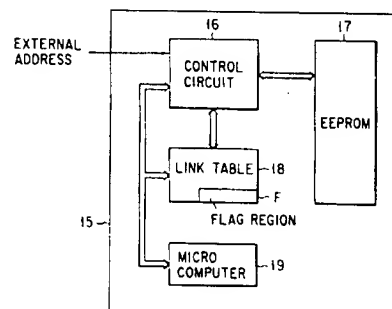 16
17
EXTERNAL
ADDRESS
CONTROL
CIRCUIT
EEPROM
LINK TABLE
18
F
FLAG REGION
15
MICRO
COMPUTER
19